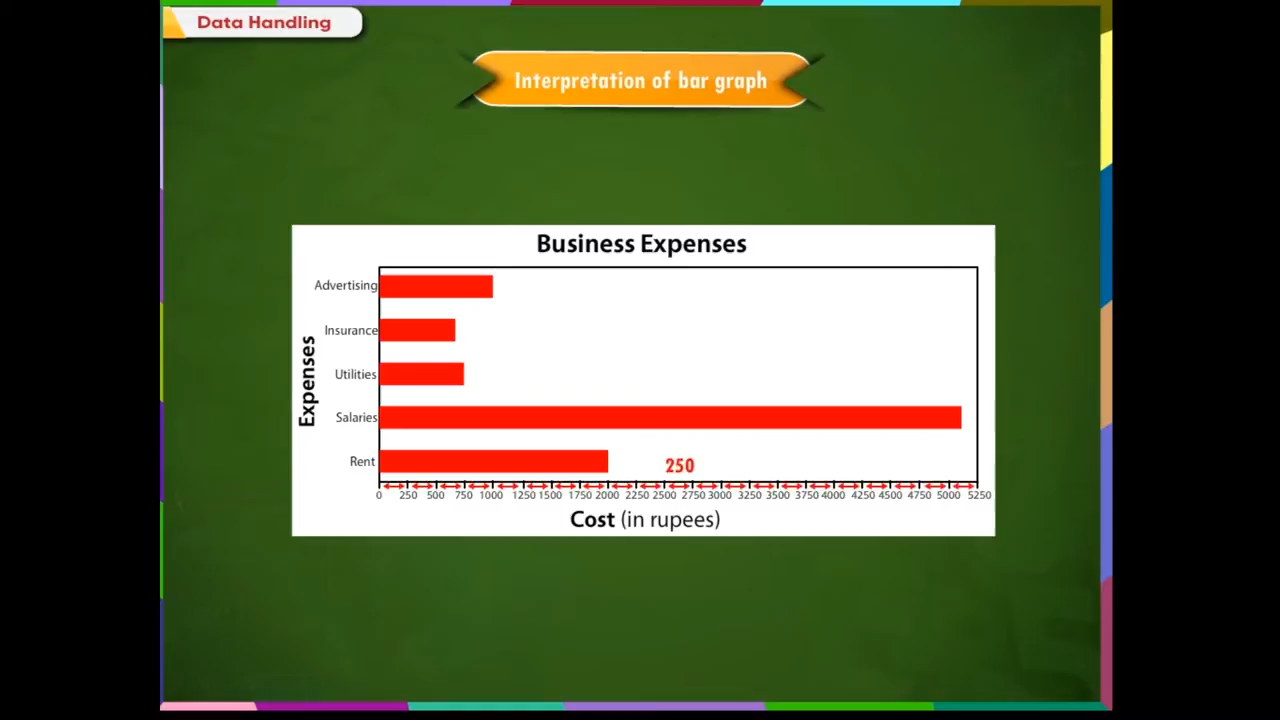 Data Handling
Interpretation of bar graph
Business Expenses
Expenses
Advertising
Insurance
Utilities
Salaries
Rent
250
0 250 500 750 1000 1250 1500 1750 2000 2250 2500 2750 3000 3250 3500 3750 4000 4250 4500 4750 5000 5250
Cost (in rupees)